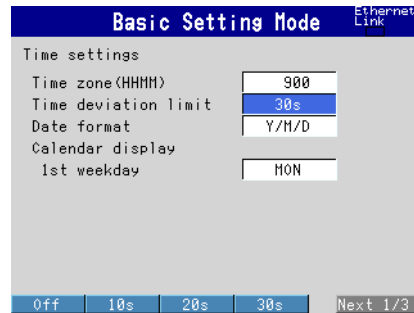 Basic Setting Mode
Ethernet
Link
Time settings
Time zone(HHMM) 900
Time deviation limit 30s
Date format Y/M/D
Calendar display
1st weekday MON
Off 10s 20s 30s Next 1/3